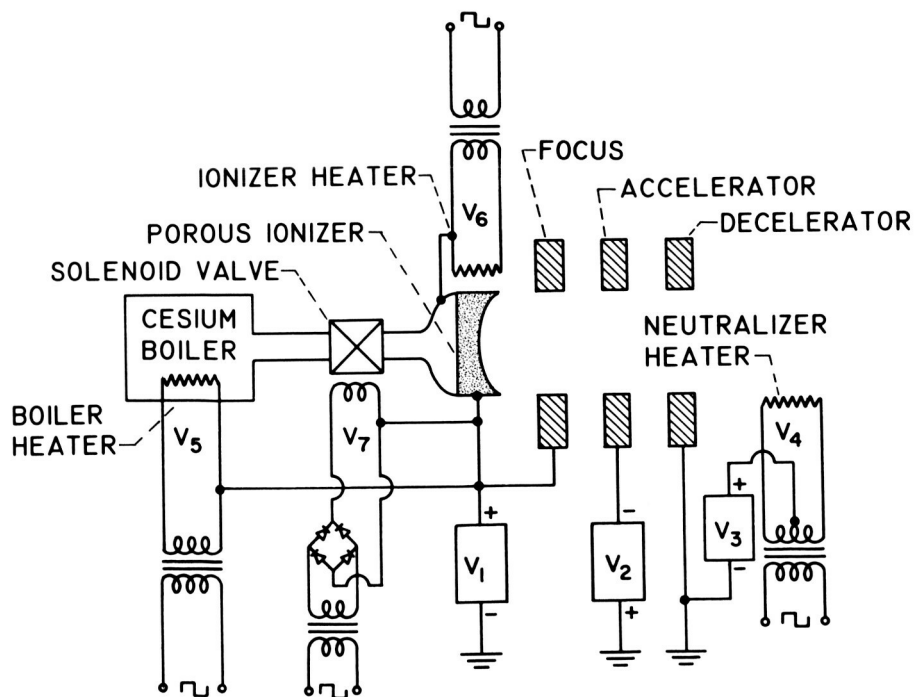 FOCUS
IONIZER HEATER
ACCELERATOR
V6
DECELERATOR
POROUS IONIZER
SOLENOID VALVE
CESIUM
BOILER
NEUTRALIZER
HEATER
BOILER
HEATER
V5
V7
V4
+
-
+
V3
V1
V2
-
-
+